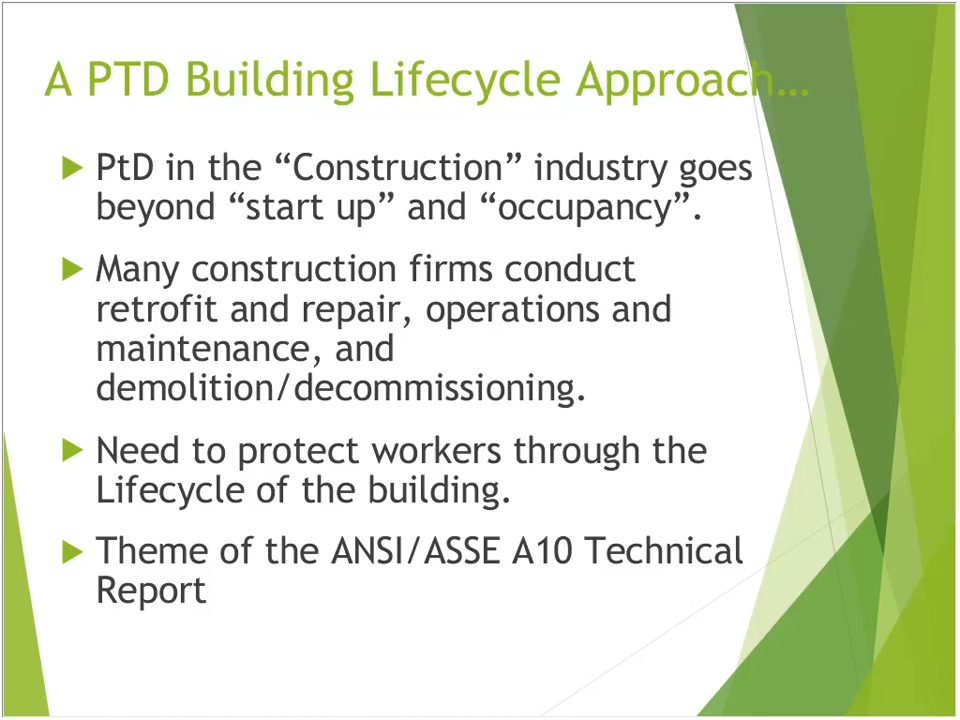 A PTD Building Lifecycle Approach…
PtD in the “Construction” industry goes
beyond “start up” and “occupancy”.
Many construction firms conduct
retrofit and repair, operations and
maintenance, and
demolition/decommissioning.
Need to protect workers through the
Lifecycle of the building.
Theme of the ANSI/ASSE A10 Technical
Report